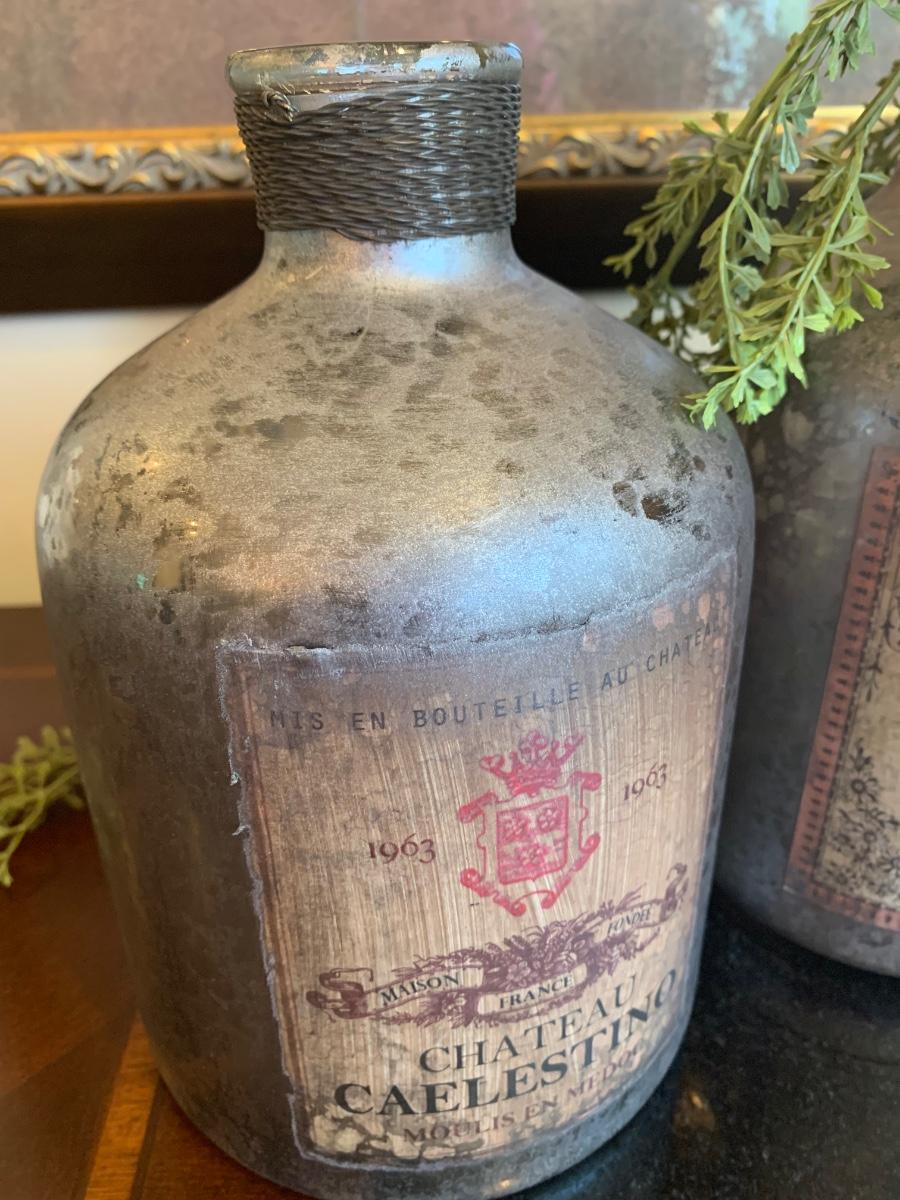 MIS EN BOUTEILLE AU CHATEAU
1963
1963
MAISON
FRANCE
FONDEE
CHATEAU
CAELESTINO
MOULIS EN MEDOC